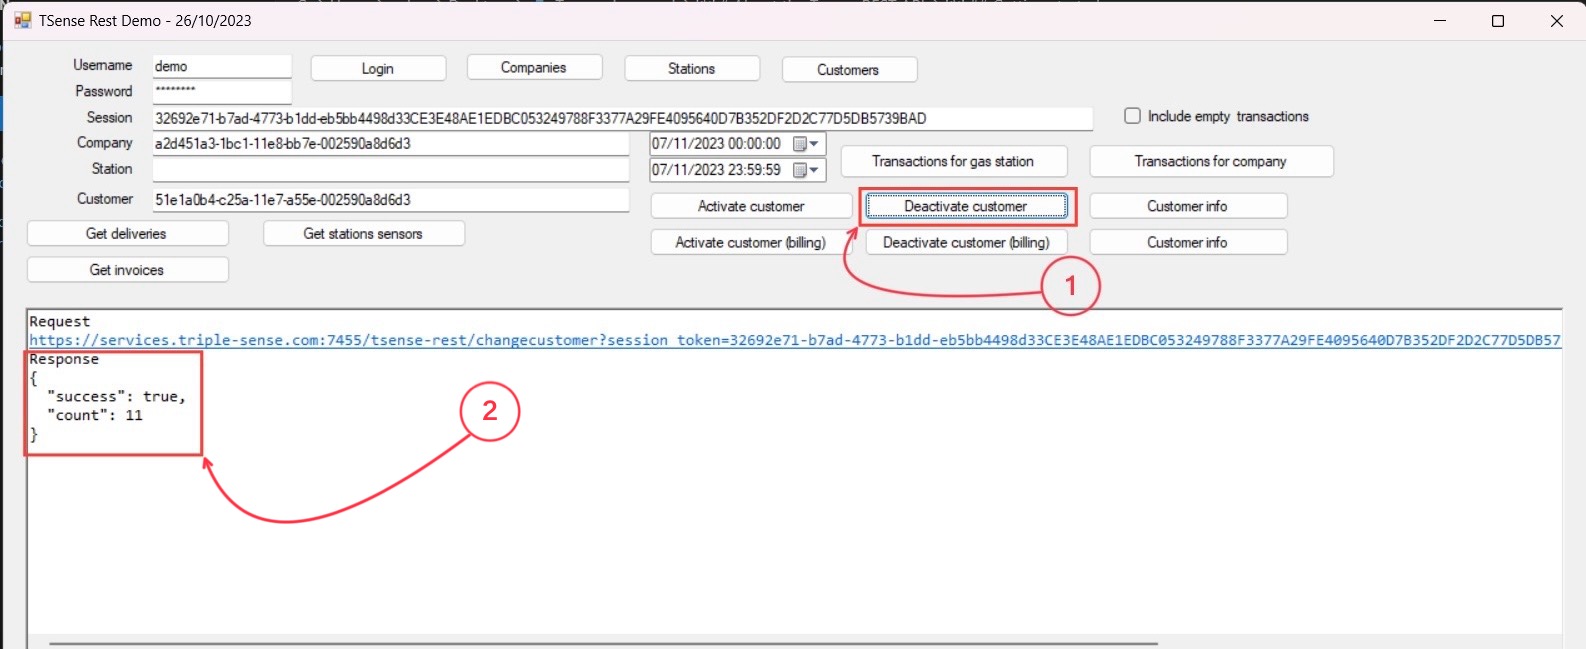 TSense Rest Demo - 26/10/2023
Username demo Login Companies Stations Customers
Password ********
Session 32692e71-b7ad-4773-b1dd-eb5bb4498d33CE3E48AE1EDBC053249788F3377A29FE4095640D7B352DF2D2C77D5DB5739BAD Include empty transactions
Company a2d451a3-1bc1-11e8-bb7e-002590a8d6d3 07/11/2023 00:00:00
Transactions for gas station Transactions for company
Station 07/11/2023 23:59:59
Customer 51e1a0b4-c25a-11e7-a55e-002590a8d6d3 Activate customer Deactivate customer Customer info
Get deliveries Get stations sensors Activate customer (billing) Deactivate customer (billing) Customer info
Get invoices
1
Request
https://services.triple-sense.com:7455/tsense-rest/changecustomer?session_token=32692e71-b7ad-4773-b1dd-eb5bb4498d33CE3E48AE1EDBC053249788F3377A29FE4095640D7B352DF2D2C77D5DB57
Response
{
"success": true,
"count": 11
}
2